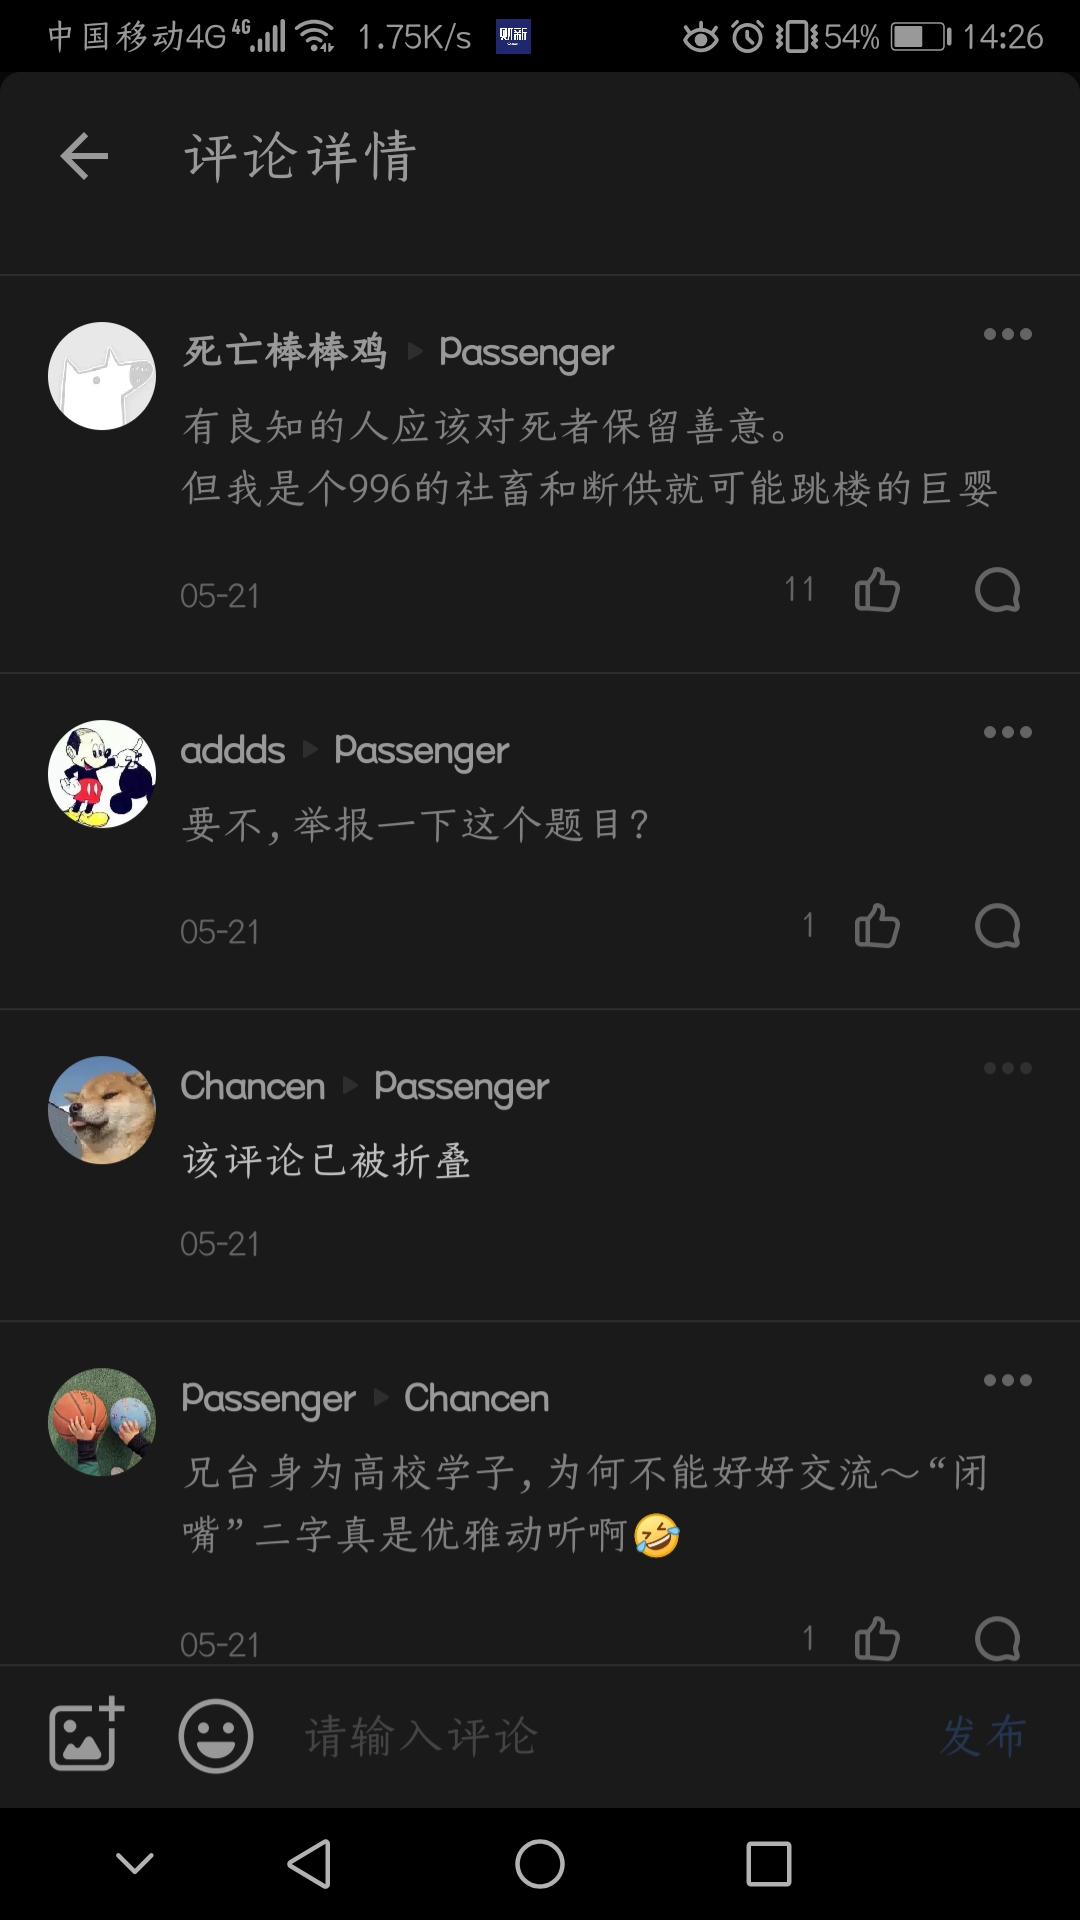 中国移动4G 4G 1.75K/s 财新 54% 14:26
评论详情
死亡棒棒鸡 Passenger
有良知的人应该对死者保留善意。
但我是个996的社畜和断供就可能跳楼的巨婴
05-21 11
addds Passenger
要不,举报一下这个题目?
05-21 1
Chancen Passenger
该评论已被折叠
05-21
Passenger Chancen
兄台身为高校学子,为何不能好好交流~“闭
嘴”二字真是优雅动听啊🤣
05-21 1
请输入评论 发布